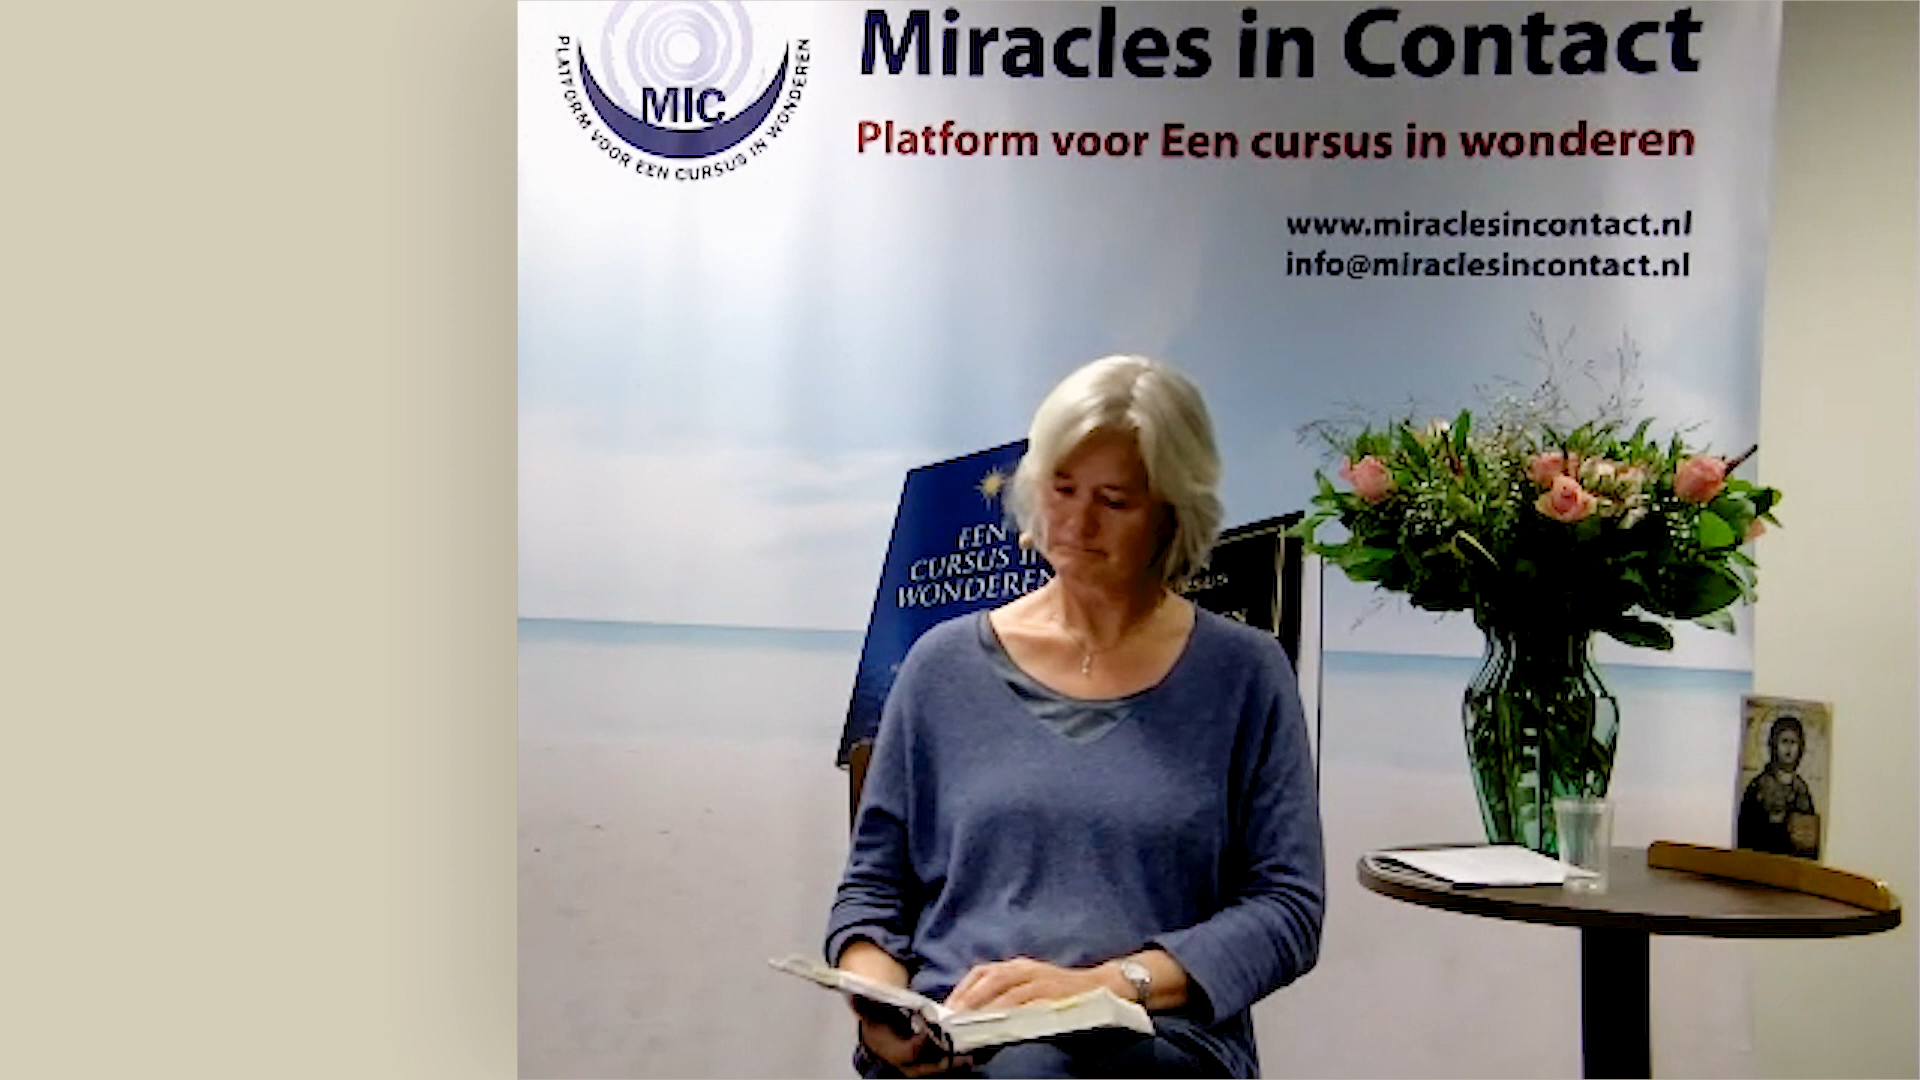 Miracles in Contact
MIC
PLATFORM VOOR EEN CURSUS IN WONDEREN
Platform voor Een cursus in wonderen
www.miraclesincontact.nl
info@miraclesincontact.nl
EEN
CURSUS
WONDEREN